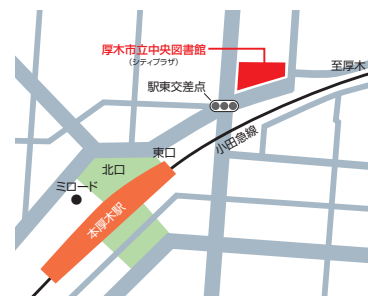 厚木市立中央図書館
(シティプラザ)
至厚木
駅東交差点
小田急線
東口
北口
ミロード
本厚木駅